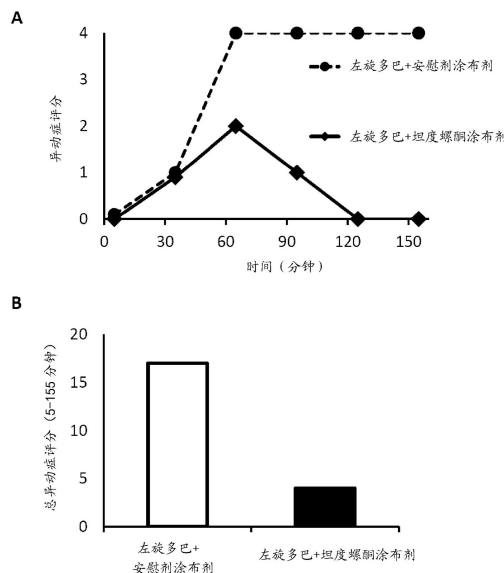 A
4
3
2
1
0
异动症评分
0
30
60
90
120
150
时间（分钟）
左旋多巴+安慰剂涂布剂
左旋多巴+坦度螺酮涂布剂
B
20
15
10
5
0
总异动症评分（5-155 分钟）
左旋多巴+
安慰剂涂布剂
左旋多巴+坦度螺酮涂布剂